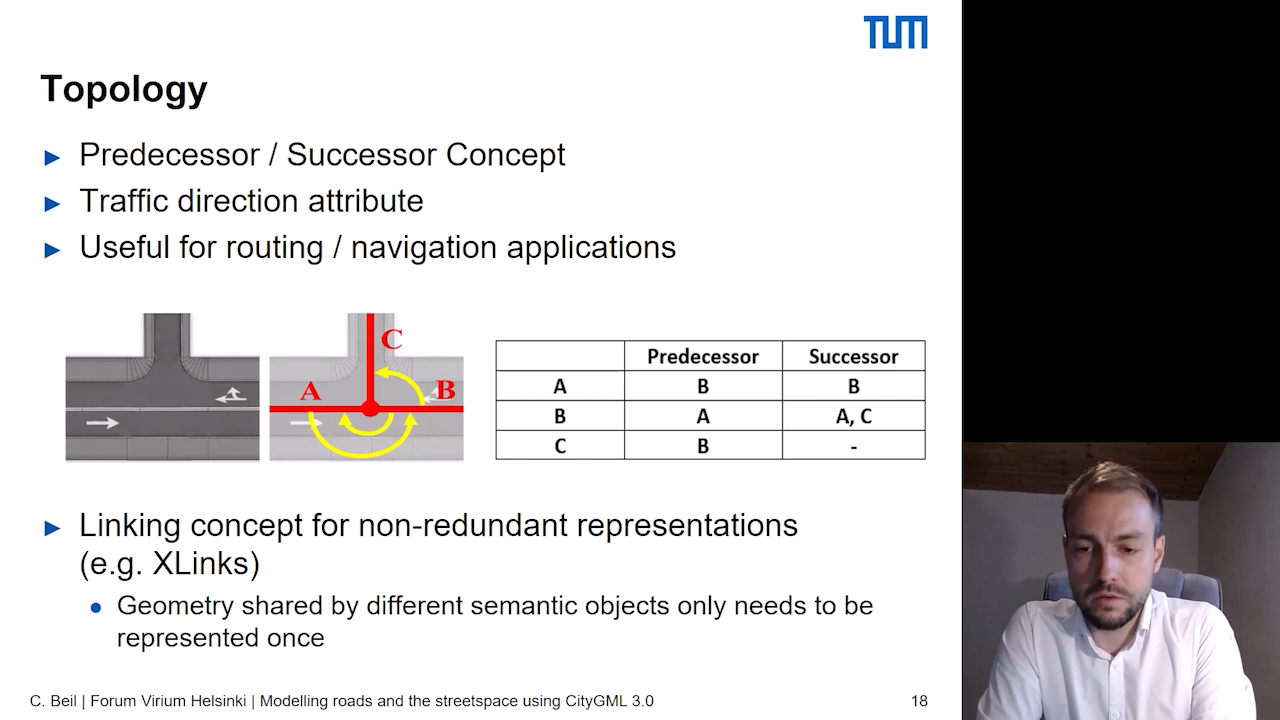 TUM
Topology
► Predecessor / Successor Concept
► Traffic direction attribute
► Useful for routing / navigation applications
C
A
B
Predecessor Successor
A B B
B A A, C
C B -
► Linking concept for non-redundant representations
(e.g. XLinks)
• Geometry shared by different semantic objects only needs to be
represented once
C. Beil | Forum Virium Helsinki | Modelling roads and the streetspace using CityGML 3.0 18